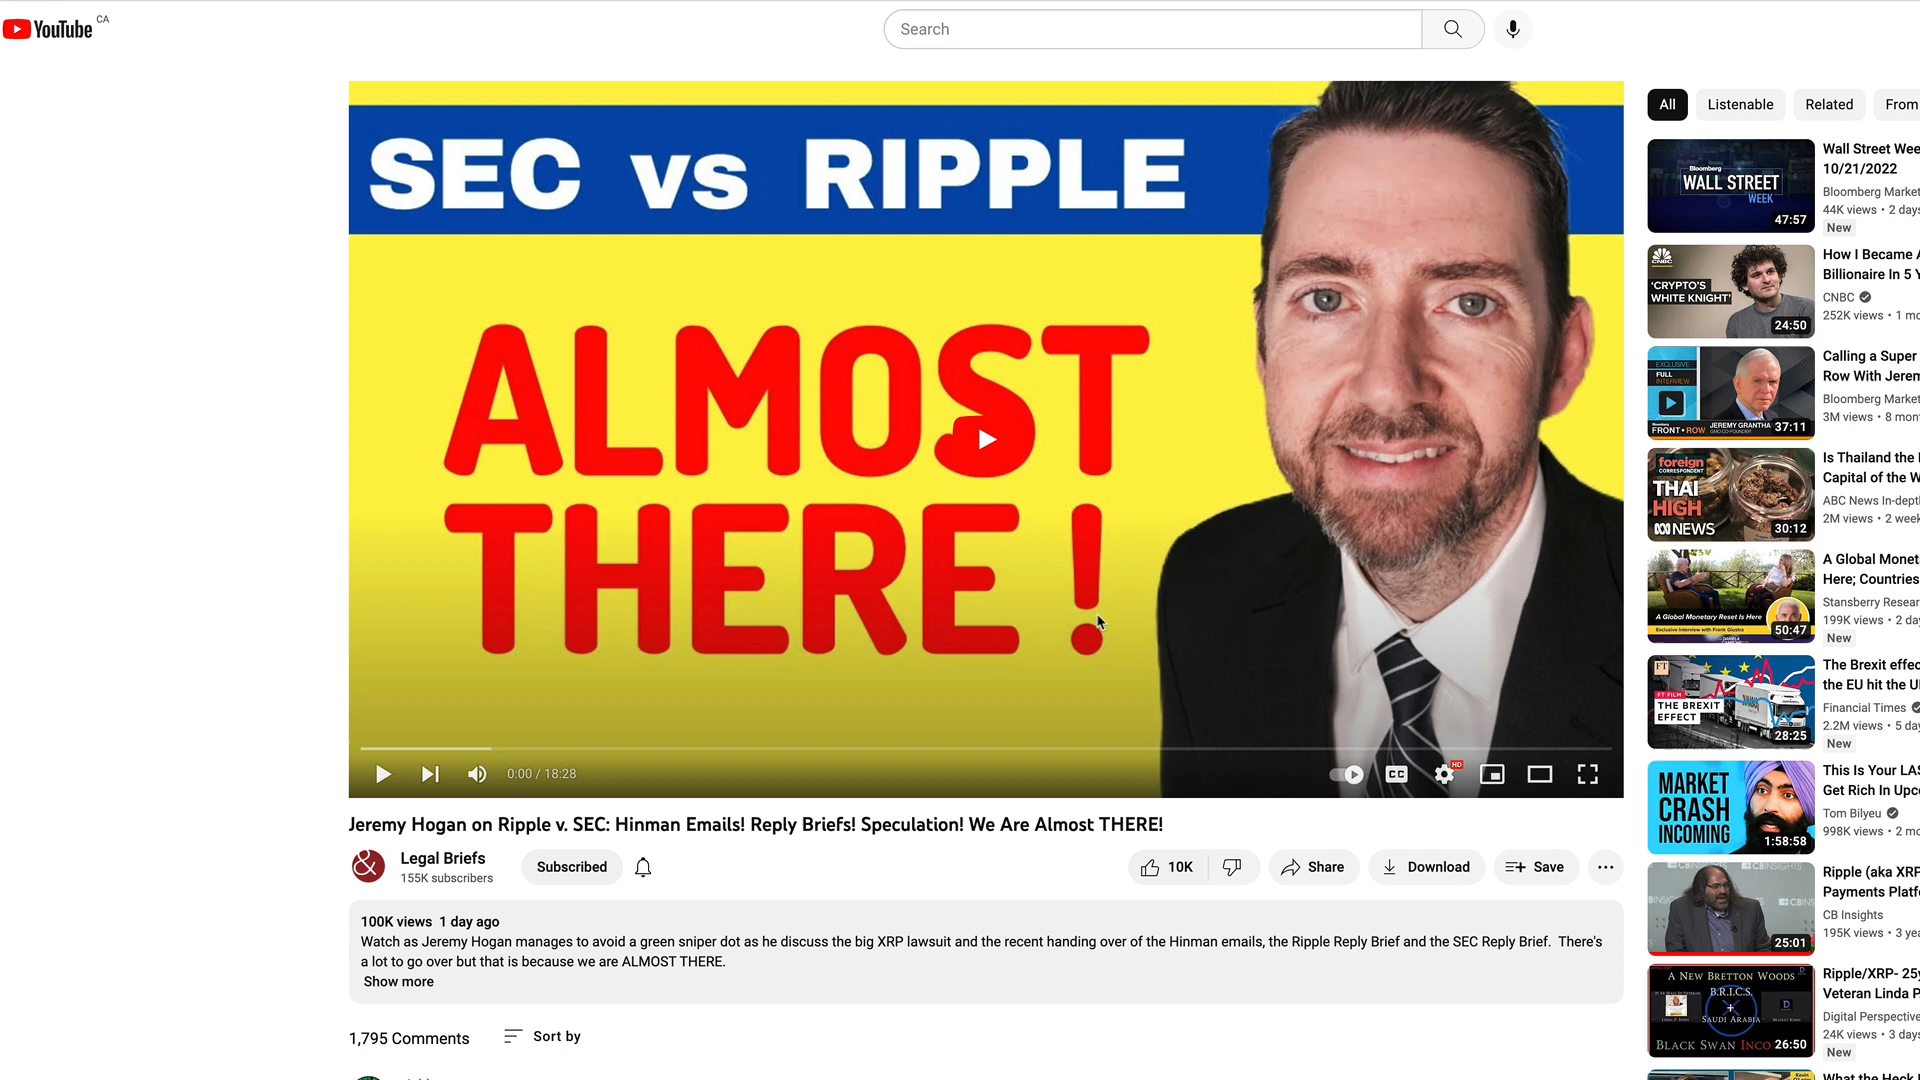 YouTube CA
Search
SEC vs RIPPLE
ALMOST
THERE!
0:00 / 18:28
CC
HD
Jeremy Hogan on Ripple v. SEC: Hinman Emails! Reply Briefs! Speculation! We Are Almost THERE!
&
Legal Briefs
155K subscribers
Subscribed
10K
Share
Download
Save
100K views 1 day ago
Watch as Jeremy Hogan manages to avoid a green sniper dot as he discuss the big XRP lawsuit and the recent handing over of the Hinman emails, the Ripple Reply Brief and the SEC Reply Brief. There's
a lot to go over but that is because we are ALMOST THERE.
Show more
1,795 Comments
Sort by
All
Listenable
Related
From
Bloomberg
WALL STREET
WEEK
47:57
Wall Street Wee
10/21/2022
Bloomberg Market
44K views • 2 days
New
CNBC
'CRYPTO'S
WHITE KNIGHT'
24:50
How I Became A
Billionaire In 5 Y
CNBC
252K views • 1 mo
EXCLUSIVE
FULL
INTERVIEW
FRONT • ROW
JEREMY GRANTHA
37:11
Calling a Super
Row With Jerem
Bloomberg Market
3M views • 8 mon
foreign
CORRESPONDENT
THAI
HIGH
NEWS
30:12
Is Thailand the
Capital of the W
ABC News In-depth
2M views • 2 week
A Global Monetary Reset Is Here
Exclusive Interview with Frank Giustra
50:47
A Global Monet
Here; Countries
Stansberry Resear
199K views • 2 day
New
FT
FT FILM
THE BREXIT
EFFECT
28:25
The Brexit effec
the EU hit the U
Financial Times
2.2M views • 5 day
New
MARKET
CRASH
INCOMING
1:58:58
This Is Your LAS
Get Rich In Upco
Tom Bilyeu
998K views • 2 mo
CBINSIGHTS
CBIN
25:01
Ripple (aka XRP
Payments Platf
CB Insights
195K views • 3 yea
A NEW BRETTON WOODS
B.R.I.C.S.
+
SAUDI ARABIA
BLACK SWAN INCO
26:50
Ripple/XRP- 25y
Veteran Linda P
Digital Perspective
24K views • 3 days
New
What the Heck